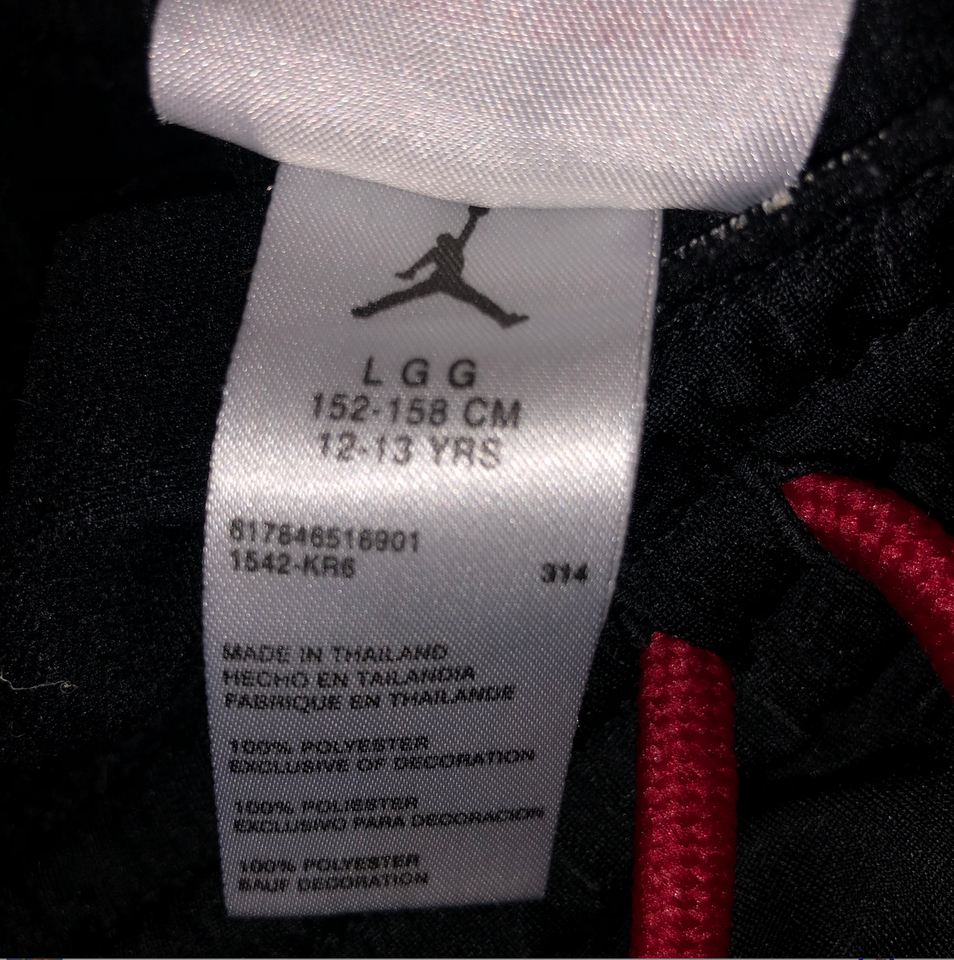 L G G
152-158 CM
12-13 YRS
617846516901
1542-KR6
314
MADE IN THAILAND
HECHO EN TAILANDIA
FABRIQUE EN THAILANDE
100% POLYESTER
EXCLUSIVE OF DECORATION
100% POLIESTER
EXCLUSIVO PARA DECORACION
100% POLYESTER
SAUF DECORATION